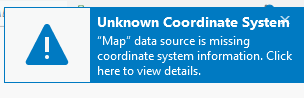 Unknown Coordinate System
“Map” data source is missing
coordinate system information. Click
here to view details.